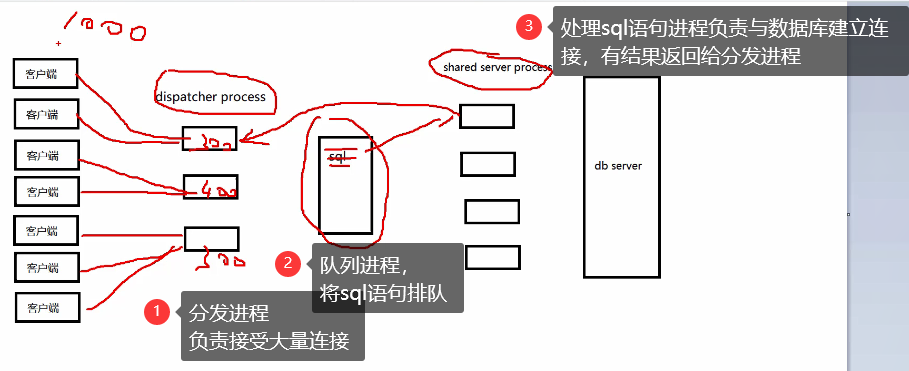 1000
③ 处理sql语句进程负责与数据库建立连
接，有结果返回给分发进程
shared server process
客户端
dispatcher process
客户端
300
sql
客户端
db server
客户端
400
客户端
300
② 队列进程，
将sql语句排队
客户端
客户端
① 分发进程
负责接受大量连接